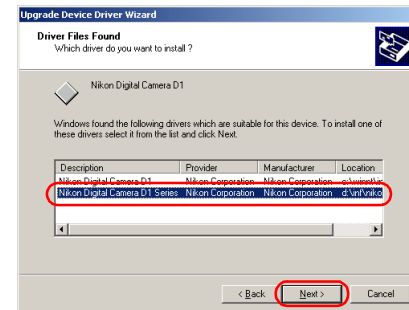 Upgrade Device Driver Wizard
Driver Files Found
Which driver do you want to install ?
Nikon Digital Camera D1
Windows found the following drivers which are suitable for this device. To install one of
these drivers select it from the list and click Next.
Description Provider Manufacturer Location
Nikon Digital Camera D1 Nikon Corporation Nikon Corporation
Nikon Digital Camera D1 Series Nikon Corporation Nikon Corporation d:\inf\niko
< Back Next > Cancel